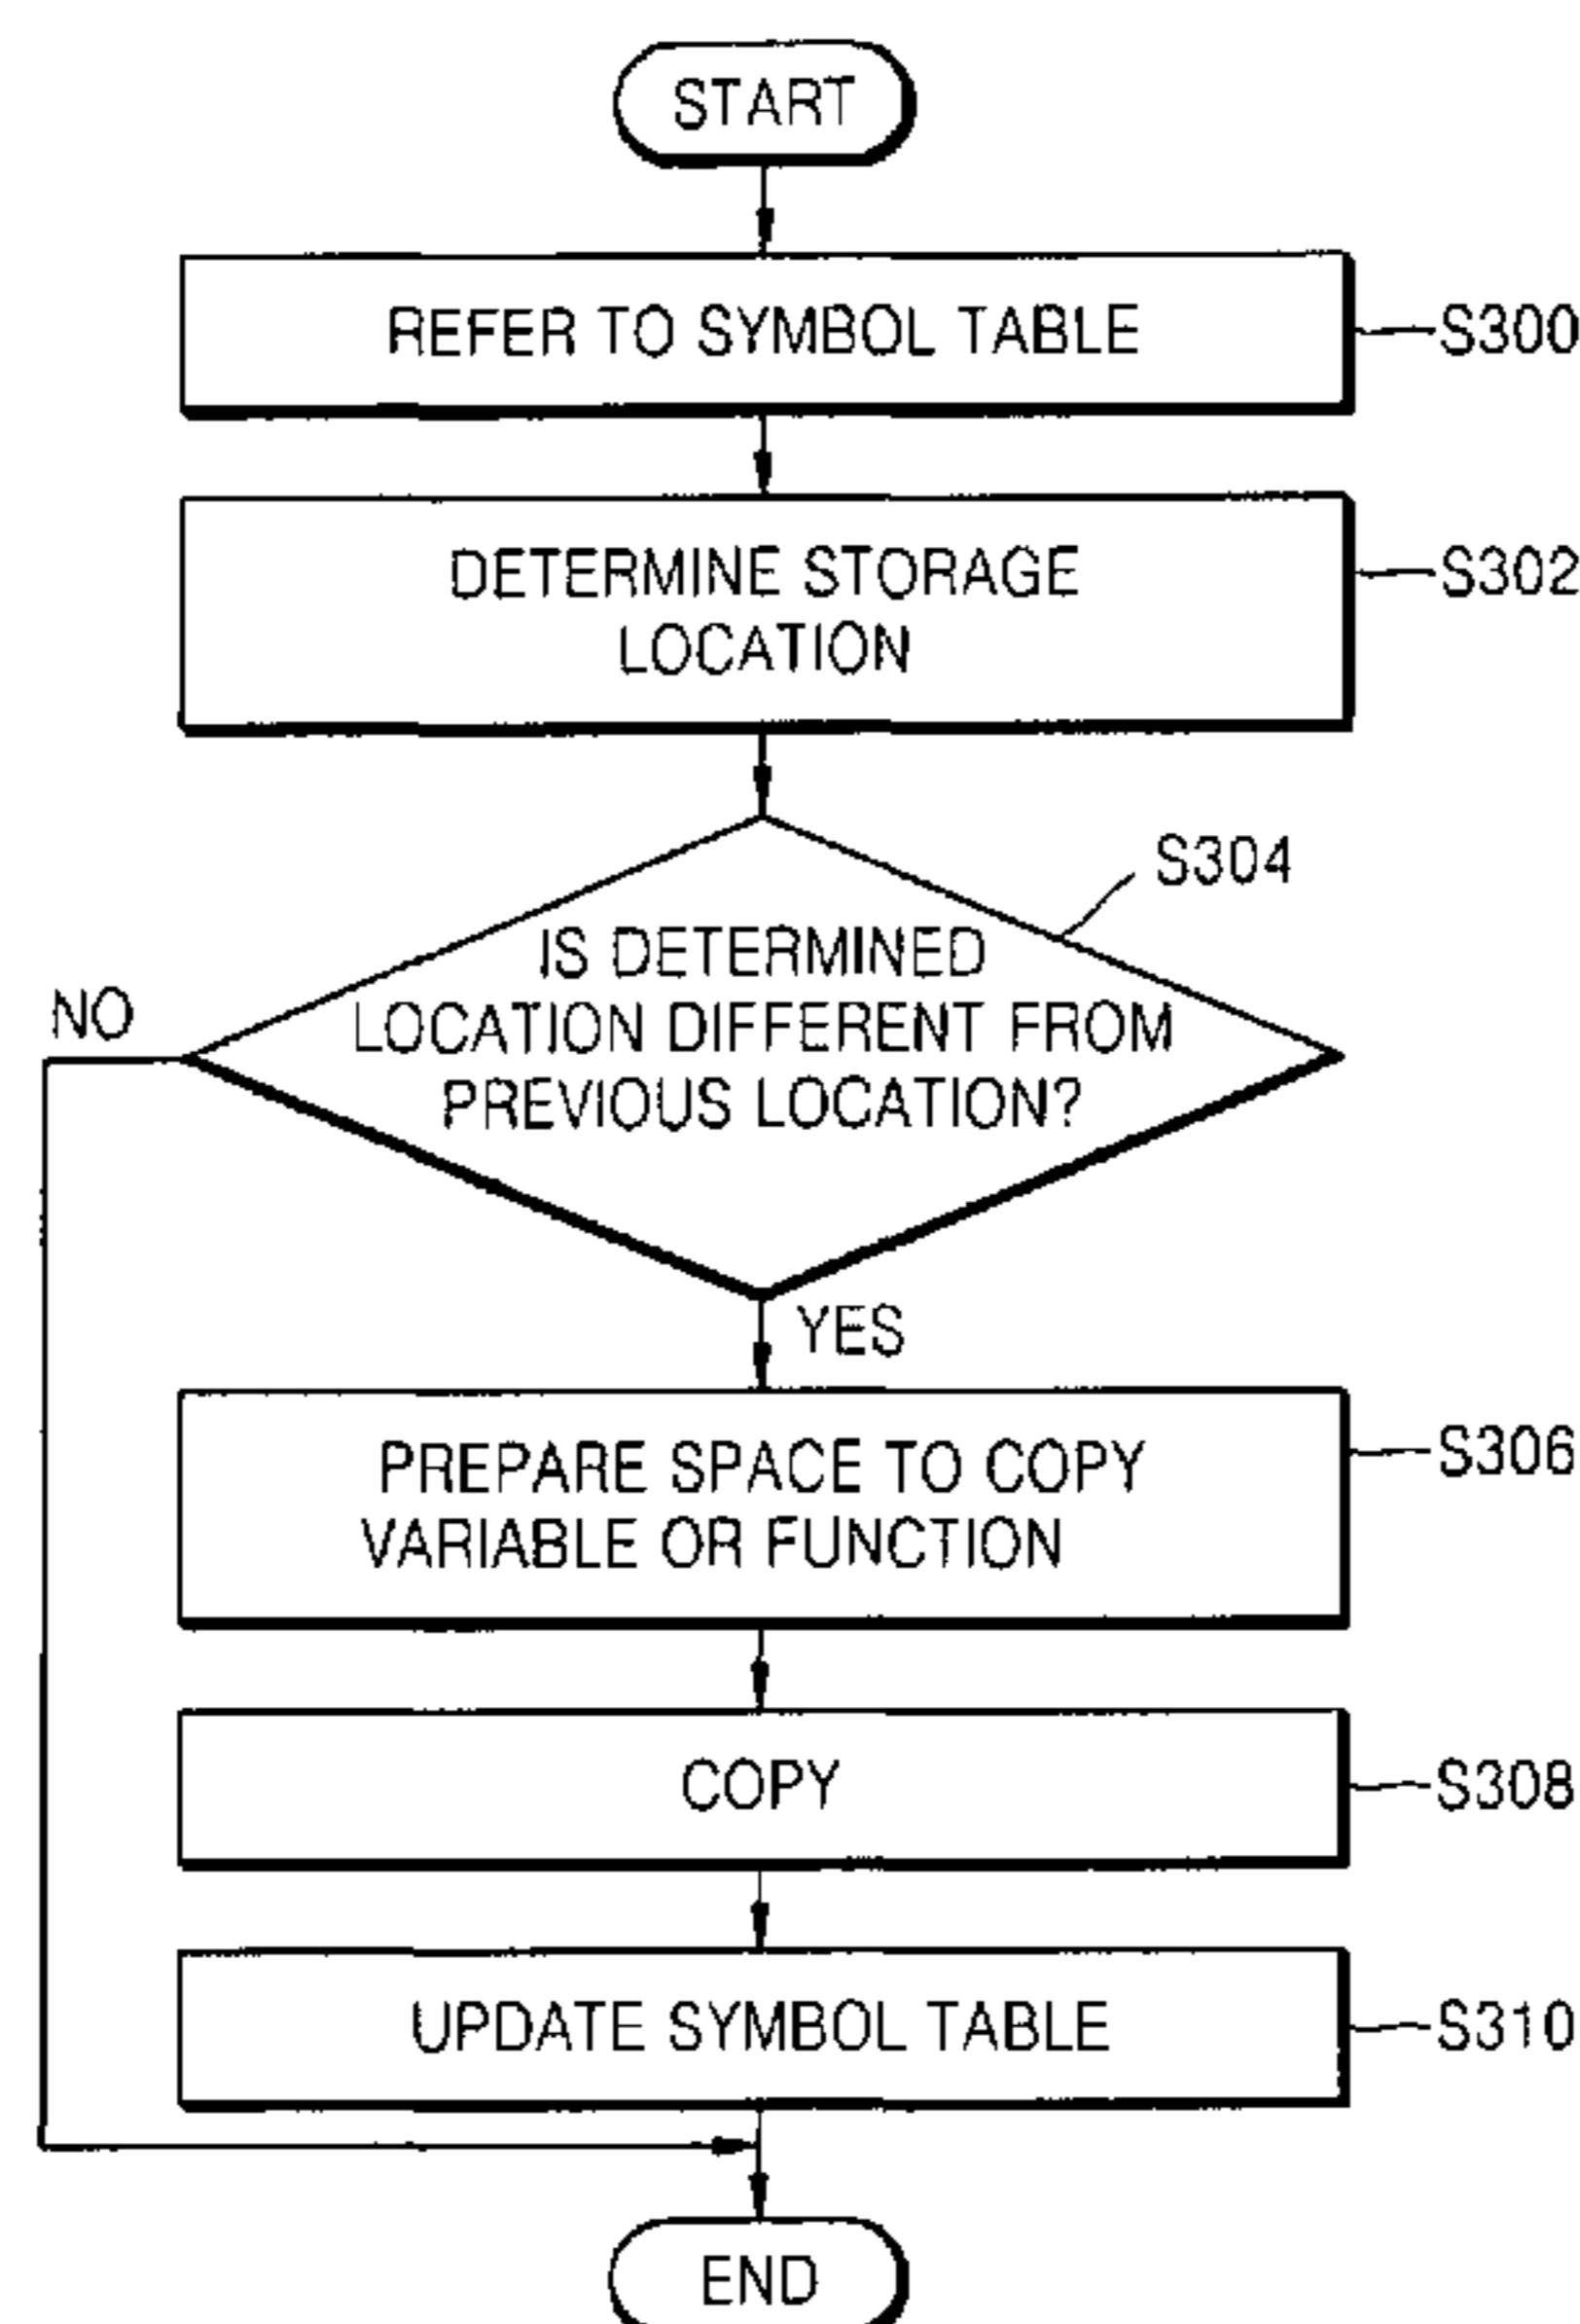 START
REFER TO SYMBOL TABLE
S300
DETERMINE STORAGE
LOCATION
S302
S304
IS DETERMINED
LOCATION DIFFERENT FROM
PREVIOUS LOCATION?
NO
YES
PREPARE SPACE TO COPY
VARIABLE OR FUNCTION
S306
COPY
S308
UPDATE SYMBOL TABLE
S310
END